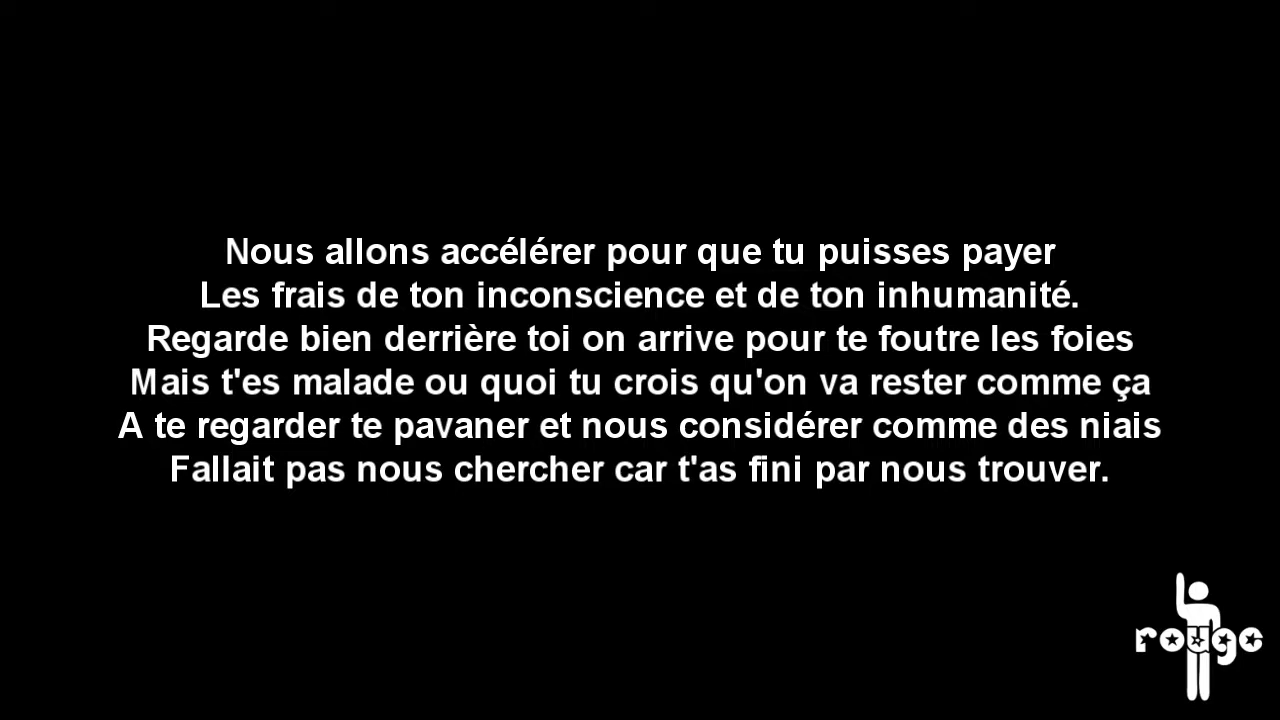 Nous allons accélérer pour que tu puisses payer
Les frais de ton inconscience et de ton inhumanité.
Regarde bien derrière toi on arrive pour te foutre les foies
Mais t'es malade ou quoi tu crois qu'on va rester comme ça
A te regarder te pavaner et nous considérer comme des niais
Fallait pas nous chercher car t'as fini par nous trouver.
rouge